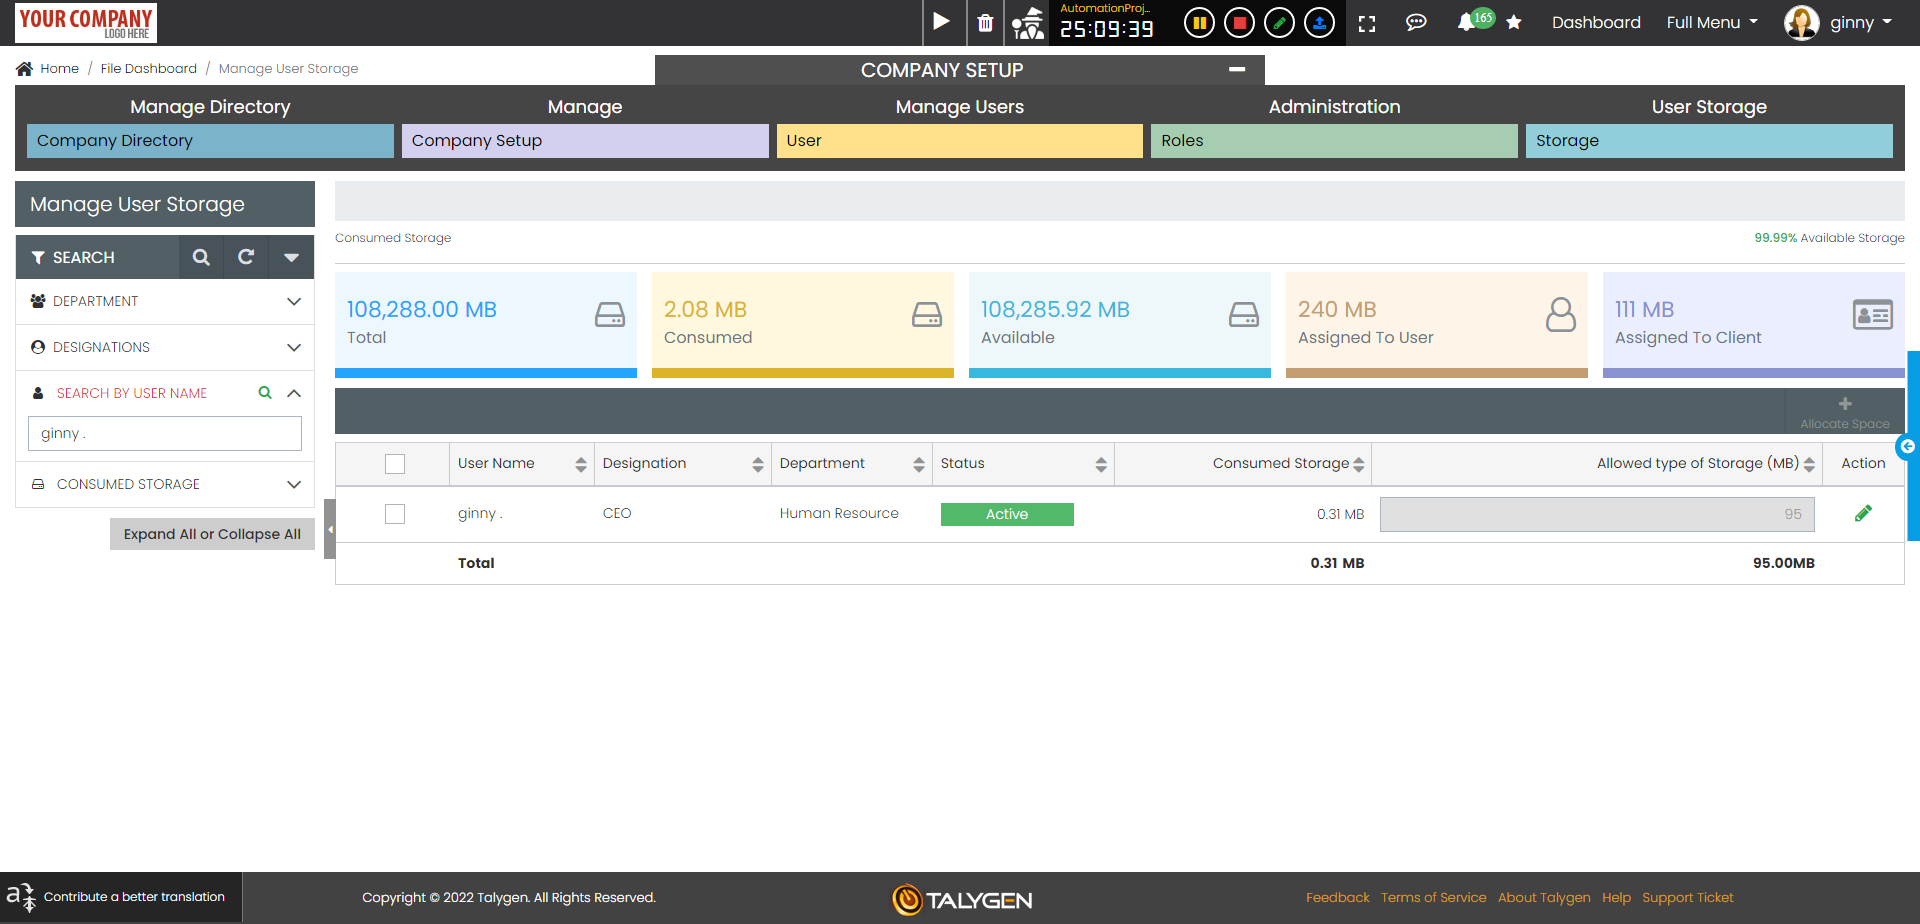 YOUR COMPANY
LOGO HERE
AutomationProj...
25:09:39
165
Dashboard
Full Menu
ginny
Home / File Dashboard / Manage User Storage
COMPANY SETUP
Manage Directory
Manage
Manage Users
Administration
User Storage
Company Directory
Company Setup
User
Roles
Storage
Manage User Storage
SEARCH
DEPARTMENT
DESIGNATIONS
SEARCH BY USER NAME
ginny .
CONSUMED STORAGE
Expand All or Collapse All
Consumed Storage
99.99% Available Storage
108,288.00 MB
Total
2.08 MB
Consumed
108,285.92 MB
Available
240 MB
Assigned To User
111 MB
Assigned To Client
Allocate Space
User Name
Designation
Department
Status
Consumed Storage
Allowed type of Storage (MB)
Action
ginny .
CEO
Human Resource
Active
0.31 MB
95
Total
0.31 MB
95.00MB
Contribute a better translation
Copyright © 2022 Talygen. All Rights Reserved.
TALYGEN
Feedback
Terms of Service
About Talygen
Help
Support Ticket